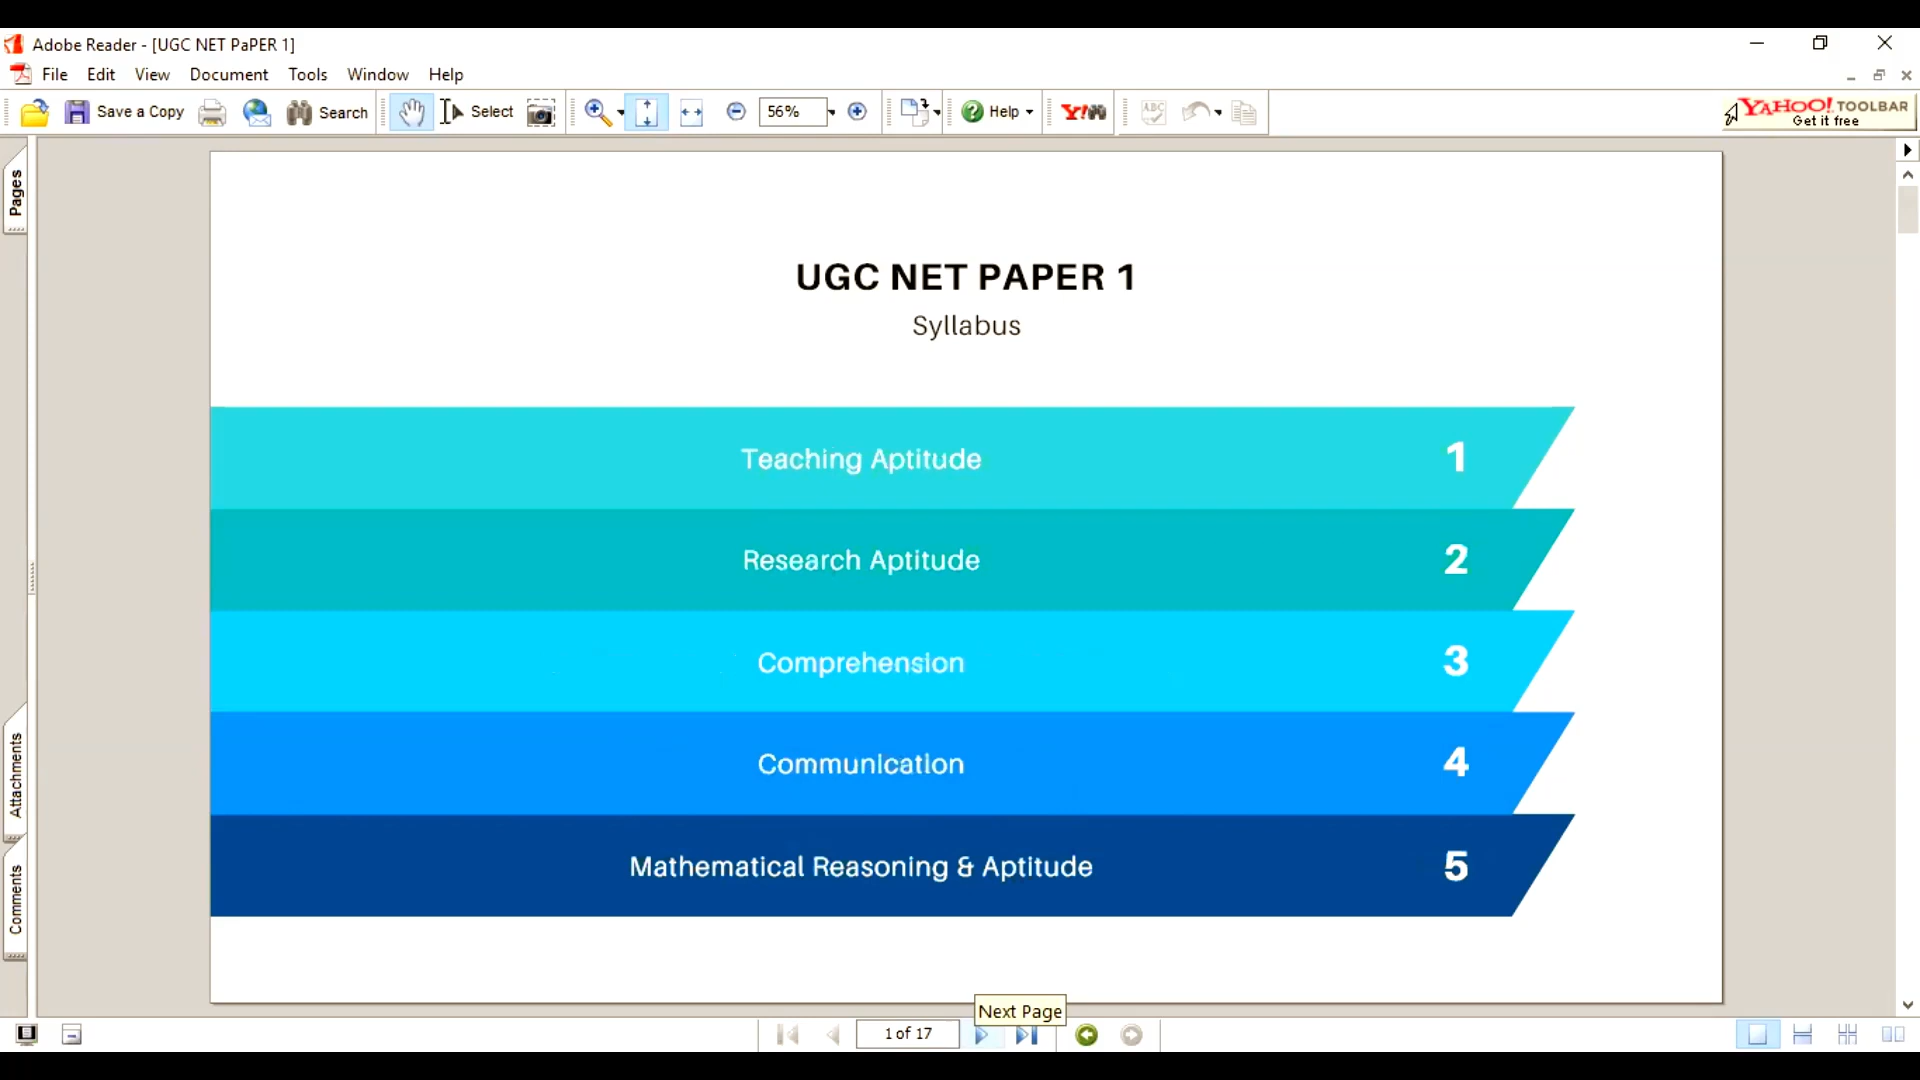 Adobe Reader - [UGC NET PaPER 1]
File Edit View Document Tools Window Help
Save a Copy Search Select 56% Help Y! ABC YAHOO! TOOLBAR
Get it free
Pages
UGC NET PAPER 1
Syllabus
Teaching Aptitude 1
Research Aptitude 2
Comprehension 3
Communication 4
Mathematical Reasoning & Aptitude 5
Attachments
Comments
Next Page
1 of 17